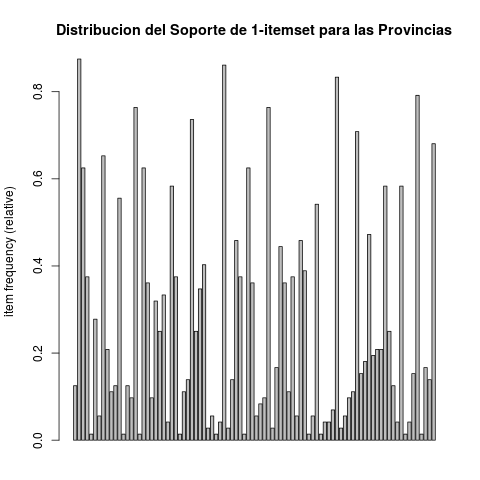 Distribucion del Soporte de 1-itemset para las Provincias
item frequency (relative)
0.8
0.6
0.4
0.2
0.0